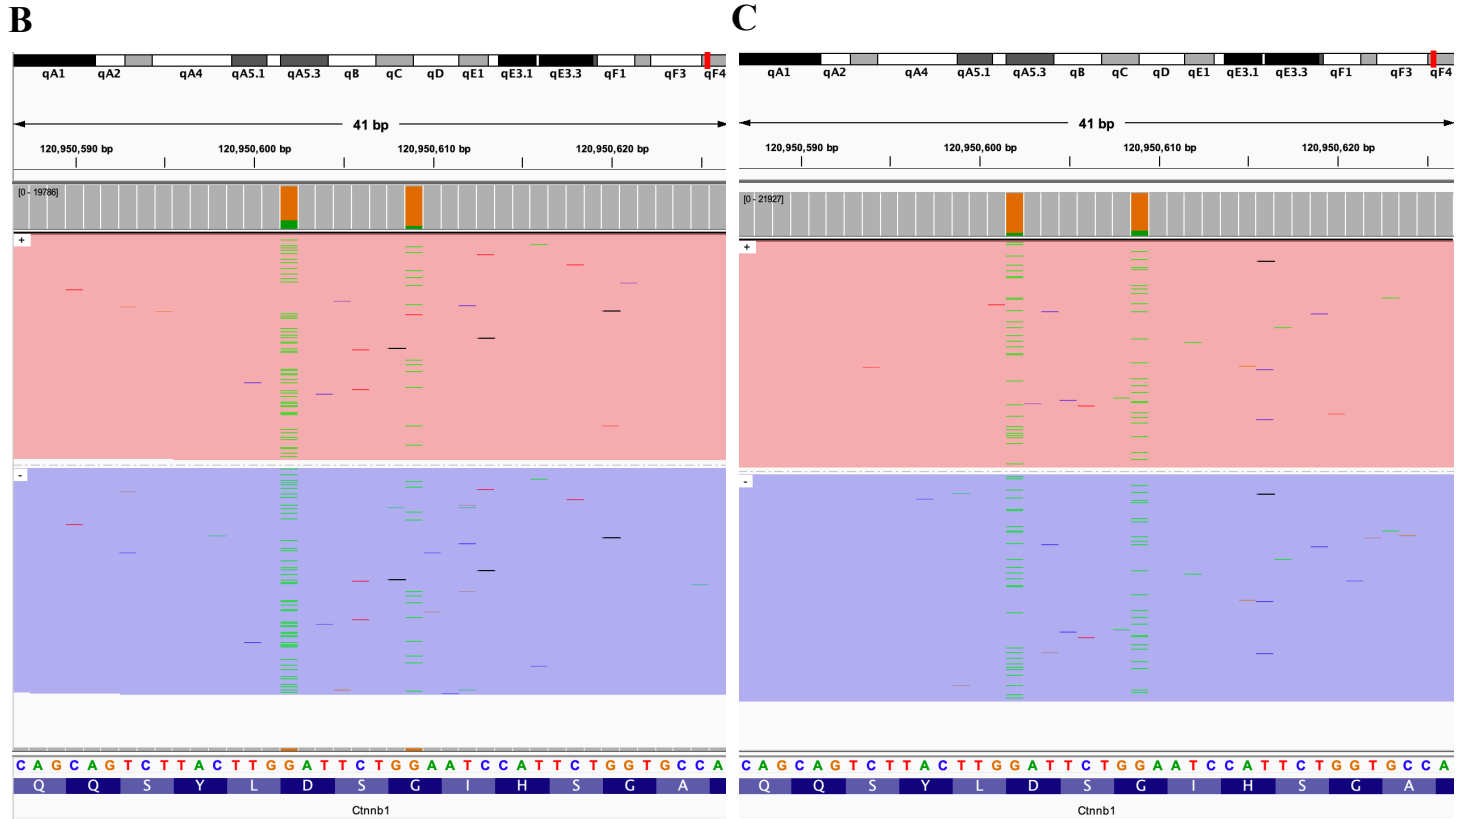 B
qA1 qA2 qA4 qA5.1 qA5.3 qB qC qD qE1 qE3.1 qE3.3 qF1 qF3 qF4
41 bp
120,950,590 bp 120,950,600 bp 120,950,610 bp 120,950,620 bp
[0 - 19786]
+
-
C A G C A G T C T T A C T T G G A T T C T G G A A T C C A T T C T G G T G C C A
Q Q S Y L D S G I H S G A
Ctnnb1
C
qA1 qA2 qA4 qA5.1 qA5.3 qB qC qD qE1 qE3.1 qE3.3 qF1 qF3 qF4
41 bp
120,950,590 bp 120,950,600 bp 120,950,610 bp 120,950,620 bp
[0 - 21927]
+
-
C A G C A G T C T T A C T T G G A T T C T G G A A T C C A T T C T G G T G C C A
Q Q S Y L D S G I H S G A
Ctnnb1